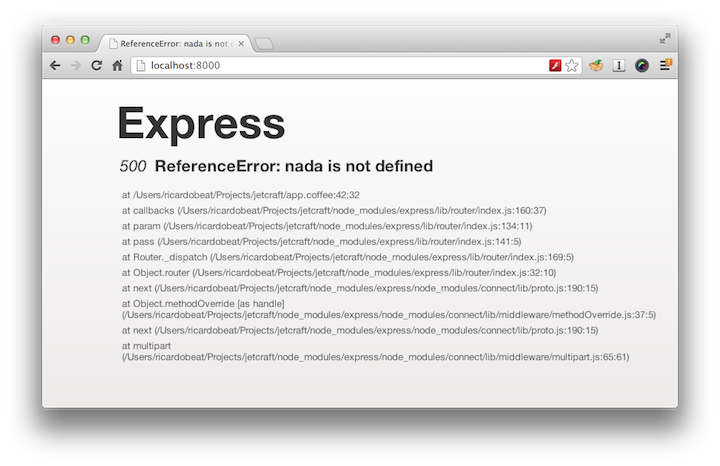 ReferenceError: nada is not
localhost:8000
Express
500 ReferenceError: nada is not defined
at /Users/ricardobeat/Projects/jetcraft/app.coffee:42:32
at callbacks (/Users/ricardobeat/Projects/jetcraft/node_modules/express/lib/router/index.js:160:37)
at param (/Users/ricardobeat/Projects/jetcraft/node_modules/express/lib/router/index.js:134:11)
at pass (/Users/ricardobeat/Projects/jetcraft/node_modules/express/lib/router/index.js:141:5)
at Router._dispatch (/Users/ricardobeat/Projects/jetcraft/node_modules/express/lib/router/index.js:169:5)
at Object.router (/Users/ricardobeat/Projects/jetcraft/node_modules/express/lib/router/index.js:32:10)
at next (/Users/ricardobeat/Projects/jetcraft/node_modules/express/node_modules/connect/lib/proto.js:190:15)
at Object.methodOverride [as handle]
(/Users/ricardobeat/Projects/jetcraft/node_modules/express/node_modules/connect/lib/middleware/methodOverride.js:37:5)
at next (/Users/ricardobeat/Projects/jetcraft/node_modules/express/node_modules/connect/lib/proto.js:190:15)
at multipart
(/Users/ricardobeat/Projects/jetcraft/node_modules/express/node_modules/connect/lib/middleware/multipart.js:65:61)